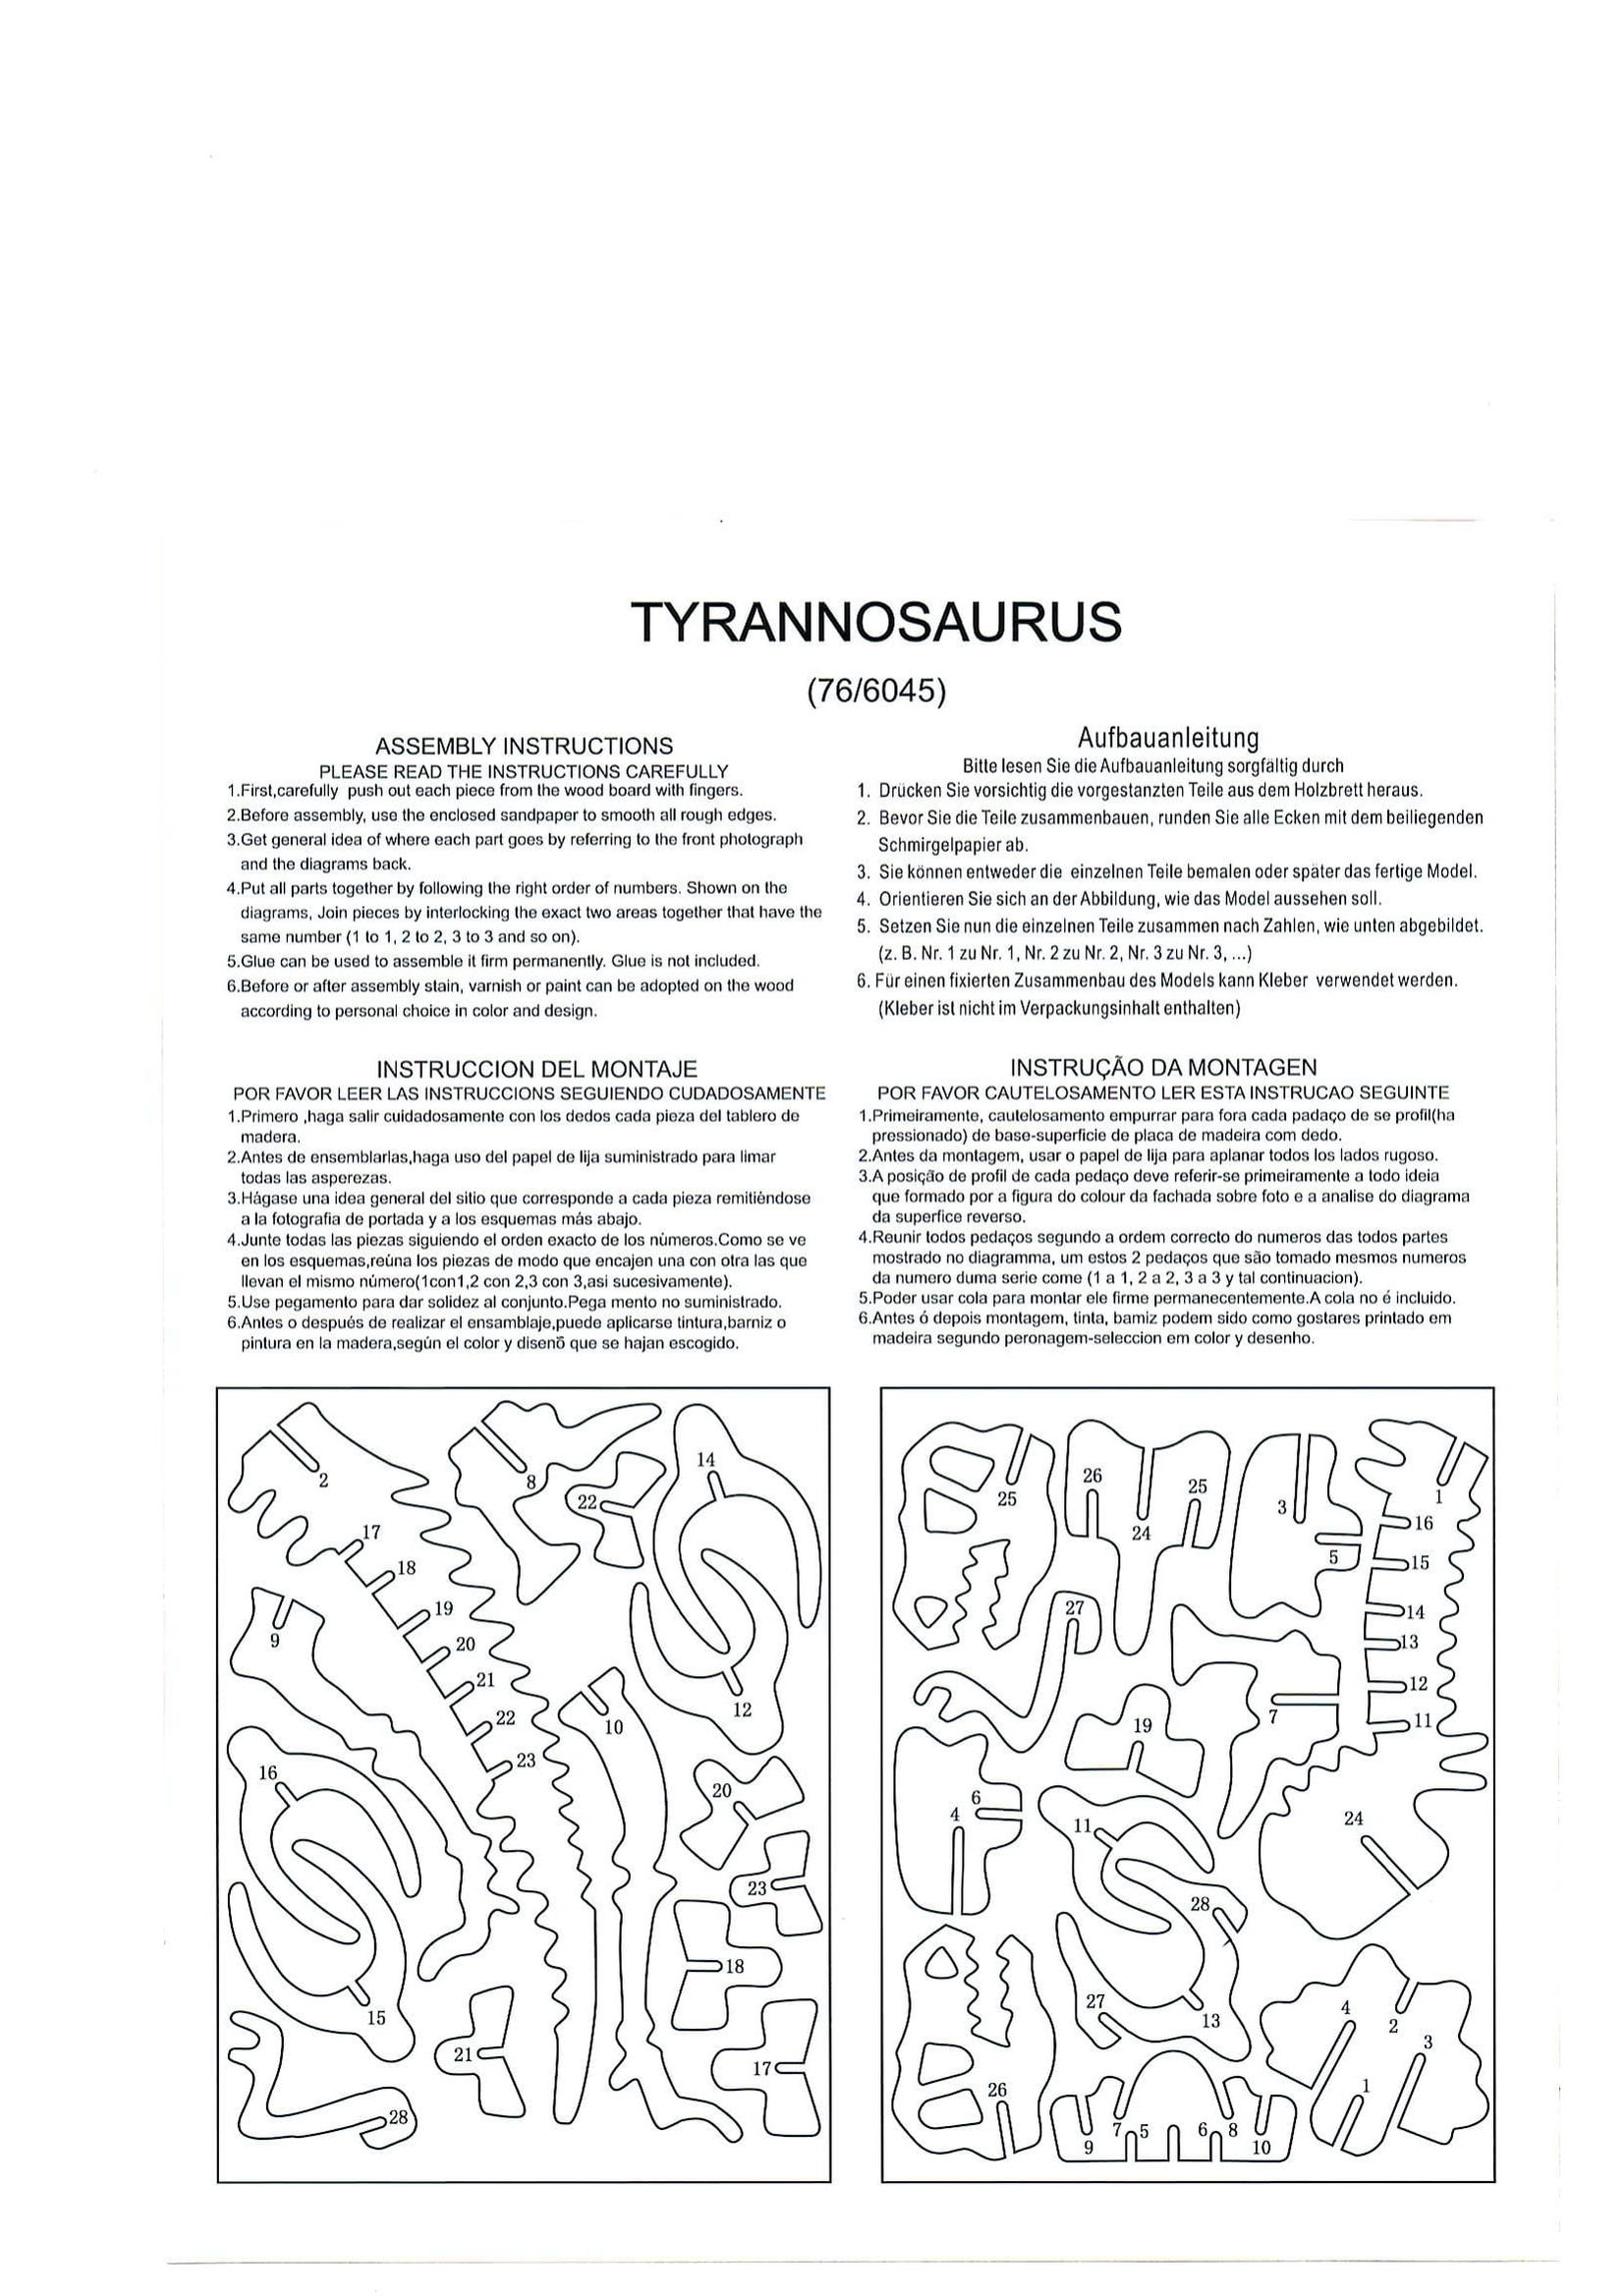 TYRANNOSAURUS
(76/6045)
ASSEMBLY INSTRUCTIONS
PLEASE READ THE INSTRUCTIONS CAREFULLY
1.First,carefully push out each piece from the wood board with fingers.
2.Before assembly, use the enclosed sandpaper to smooth all rough edges.
3.Get general idea of where each part goes by referring to the front photograph
and the diagrams back.
4.Put all parts together by following the right order of numbers. Shown on the
diagrams, Join pieces by interlocking the exact two areas together that have the
same number (1 to 1, 2 to 2, 3 to 3 and so on).
5.Glue can be used to assemble it firm permanently. Glue is not included.
6.Before or after assembly stain, varnish or paint can be adopted on the wood
according to personal choice in color and design.
Aufbauanleitung
Bitte lesen Sie die Aufbauanleitung sorgfältig durch
1. Drücken Sie vorsichtig die vorgestanzten Teile aus dem Holzbrett heraus.
2. Bevor Sie die Teile zusammenbauen, runden Sie alle Ecken mit dem beiliegenden
Schmirgelpapier ab.
3. Sie können entweder die einzelnen Teile bemalen oder später das fertige Model.
4. Orientieren Sie sich an der Abbildung, wie das Model aussehen soll.
5. Setzen Sie nun die einzelnen Teile zusammen nach Zahlen, wie unten abgebildet.
(z. B. Nr. 1 zu Nr. 1, Nr. 2 zu Nr. 2, Nr. 3 zu Nr. 3, ...)
6. Für einen fixierten Zusammenbau des Models kann Kleber verwendet werden.
(Kleber ist nicht im Verpackungsinhalt enthalten)
INSTRUCCION DEL MONTAJE
POR FAVOR LEER LAS INSTRUCCIONS SEGUIENDO CUDADOSAMENTE
1.Primero ,haga salir cuidadosamente con los dedos cada pieza del tablero de
madera.
2.Antes de ensemblarlas,haga uso del papel de lija suministrado para limar
todas las asperezas.
3.Hágase una idea general del sitio que corresponde a cada pieza remitiéndose
a la fotografia de portada y a los esquemas más abajo.
4.Junte todas las piezas siguiendo el orden exacto de los números.Como se ve
en los esquemas,reúna los piezas de modo que encajen una con otra las que
llevan el mismo número(1con1,2 con 2,3 con 3,asi sucesivamente).
5.Use pegamento para dar solidez al conjunto.Pega mento no suministrado.
6.Antes o después de realizar el ensamblaje,puede aplicarse tintura,barniz o
pintura en la madera,según el color y disenõ que se hajan escogido.
INSTRUÇÃO DA MONTAGEN
POR FAVOR CAUTELOSAMENTO LER ESTA INSTRUCAO SEGUINTE
1.Primeiramente, cautelosamento empurrar para fora cada padaço de se profil(ha
pressionado) de base-superficie de placa de madeira com dedo.
2.Antes da montagem, usar o papel de lija para aplanar todos los lados rugoso.
3.A posição de profil de cada pedaço deve referir-se primeiramente a todo ideia
que formado por a figura do colour da fachada sobre foto e a analise do diagrama
da superfice reverso.
4.Reunir todos pedaços segundo a ordem correcto do numeros das todos partes
mostrado no diagramma, um estos 2 pedaços que são tomado mesmos numeros
da numero duma serie come (1 a 1, 2 a 2, 3 a 3 y tal continuacion).
5.Poder usar cola para montar ele firme permanecentemente.A cola no é incluido.
6.Antes ó depois montagem, tinta, bamiz podem sido como gostares printado em
madeira segundo peronagem-seleccion em color y desenho.
2
8
14
22
17
18
19
9
20
21
22
12
10
23
16
20
23
18
15
21
17
28
26
25
1
25
3
16
24
5
15
27
14
13
12
19
7
11
6
4
24
11
28
27
13
4
2
3
26
1
7
5
6
8
9
10